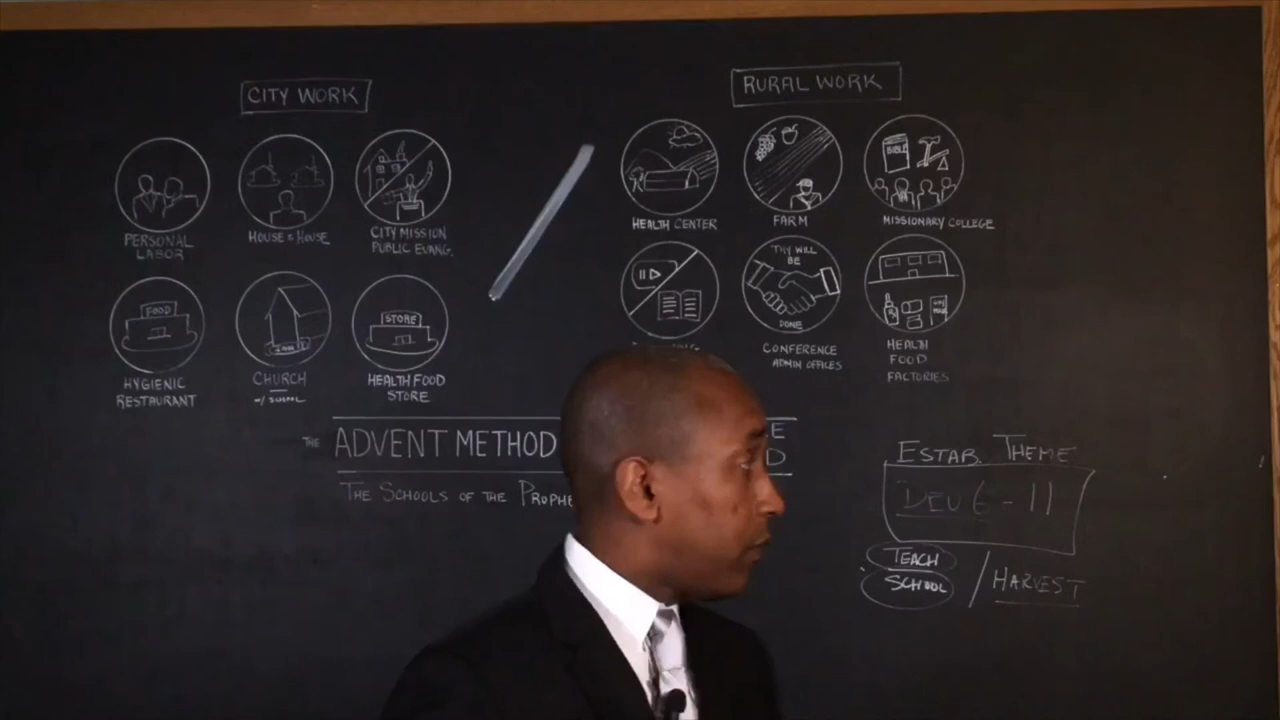 CITY WORK
PERSONAL
LABOR
HOUSE 2 HOUSE
CITY MISSION
PUBLIC EVANG.
FOOD
HYGIENIC
RESTAURANT
CHURCH
w/ SCHOOL
STORE
HEALTH FOOD
STORE
RURAL WORK
HEALTH CENTER
FARM
BIBLE
MISSIONARY COLLEGE
THY WILL
BE
DONE
CONFERENCE
ADMIN OFFICES
HEALTH
FOOD
FACTORIES
THE ADVENT METHOD
THE SCHOOLS OF THE
ESTAB. THEME
DEU 6 - 11
TEACH
SCHOOL / HARVEST